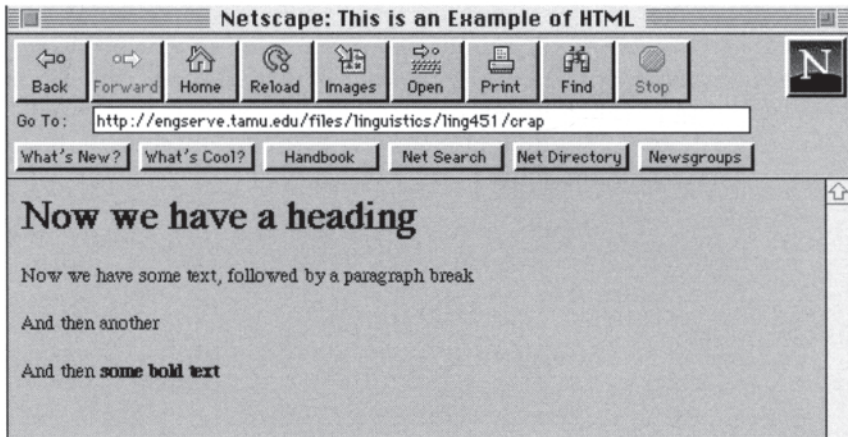 Netscape: This is an Example of HTML
Back Forward Home Reload Images Open Print Find Stop N
Go To: http://engserve.tamu.edu/files/linguistics/ling451/crap
What's New? What's Cool? Handbook Net Search Net Directory Newsgroups
Now we have a heading
Now we have some text, followed by a paragraph break
And then another
And then some bold text